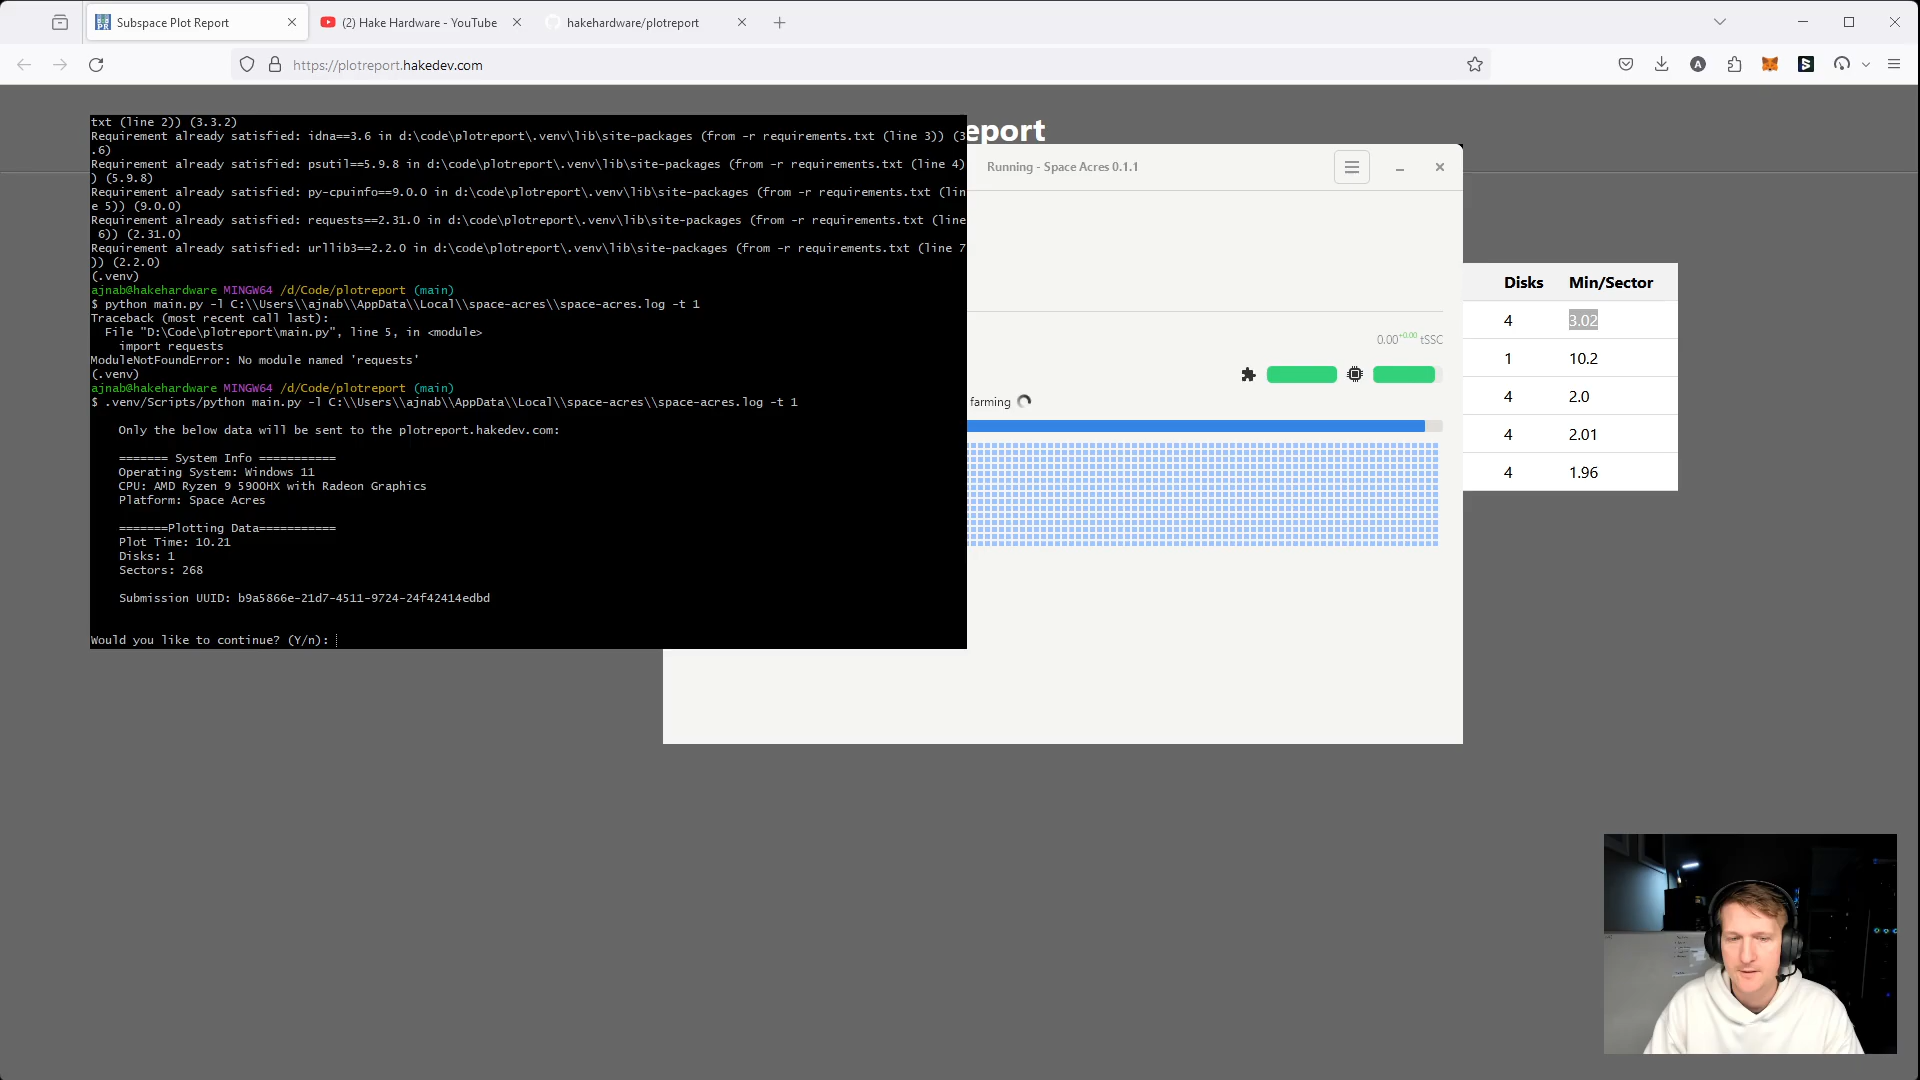 Subspace Plot Report
(2) Hake Hardware - YouTube
hakehardware/plotreport
https://plotreport.hakedev.com
eport
txt (line 2)) (3.3.2)
Requirement already satisfied: idna==3.6 in d:\code\plotreport\.venv\lib\site-packages (from -r requirements.txt (line 3)) (3
.6)
Requirement already satisfied: psutil==5.9.8 in d:\code\plotreport\.venv\lib\site-packages (from -r requirements.txt (line 4)
) (5.9.8)
Requirement already satisfied: py-cpuinfo==9.0.0 in d:\code\plotreport\.venv\lib\site-packages (from -r requirements.txt (lin
e 5)) (9.0.0)
Requirement already satisfied: requests==2.31.0 in d:\code\plotreport\.venv\lib\site-packages (from -r requirements.txt (line
6)) (2.31.0)
Requirement already satisfied: urllib3==2.2.0 in d:\code\plotreport\.venv\lib\site-packages (from -r requirements.txt (line 7
)) (2.2.0)
(.venv)
ajnab@hakehardware MINGW64 /d/Code/plotreport (main)
$ python main.py -l C:\\Users\\ajnab\\AppData\\Local\\space-acres\\space-acres.log -t 1
Traceback (most recent call last):
File "D:\Code\plotreport\main.py", line 5, in <module>
import requests
ModuleNotFoundError: No module named 'requests'
(.venv)
ajnab@hakehardware MINGW64 /d/Code/plotreport (main)
$ .venv/Scripts/python main.py -l C:\\Users\\ajnab\\AppData\\Local\\space-acres\\space-acres.log -t 1
Only the below data will be sent to the plotreport.hakedev.com:
======= System Info ===========
Operating System: Windows 11
CPU: AMD Ryzen 9 5900HX with Radeon Graphics
Platform: Space Acres
=======Plotting Data===========
Plot Time: 10.21
Disks: 1
Sectors: 268
Submission UUID: b9a5866e-21d7-4511-9724-24f42414edbd
Would you like to continue? (Y/n):
Running - Space Acres 0.1.1
0.00+0.00 tSSC
farming
Disks Min/Sector
4 3.02
1 10.2
4 2.0
4 2.01
4 1.96